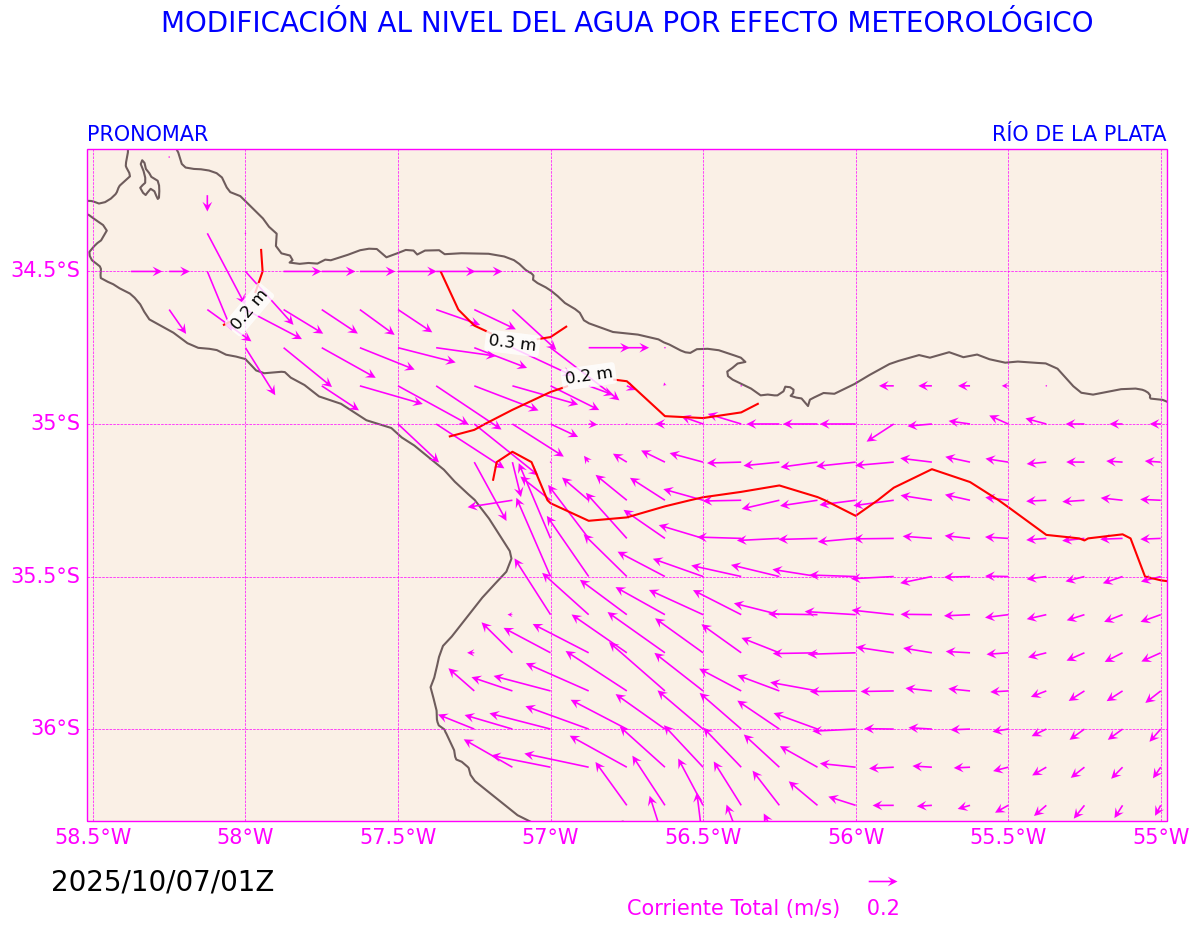 MODIFICACIÓN AL NIVEL DEL AGUA POR EFECTO METEOROLÓGICO
PRONOMAR
RÍO DE LA PLATA
34.5°S
0.2 m
0.3 m
0.2 m
35°S
35.5°S
36°S
58.5°W 58°W 57.5°W 57°W 56.5°W 56°W 55.5°W 55°W
2025/10/07/01Z
Corriente Total (m/s) 0.2